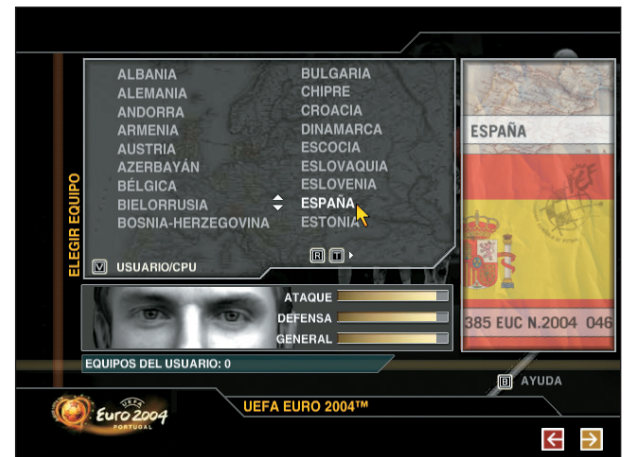 ALBANIA
ALEMANIA
ANDORRA
ARMENIA
AUSTRIA
AZERBAYÁN
BÉLGICA
BIELORRUSIA
BOSNIA-HERZEGOVINA
BULGARIA
CHIPRE
CROACIA
DINAMARCA
ESCOCIA
ESLOVAQUIA
ESLOVENIA
ESPAÑA
ESTONIA
ELEGIR EQUIPO
V USUARIO/CPU
R T
ESPAÑA
385 EUC N.2004 046
ATAQUE
DEFENSA
GENERAL
EQUIPOS DEL USUARIO: 0
B AYUDA
UEFA
EURO 2004
PORTUGAL
UEFA EURO 2004™